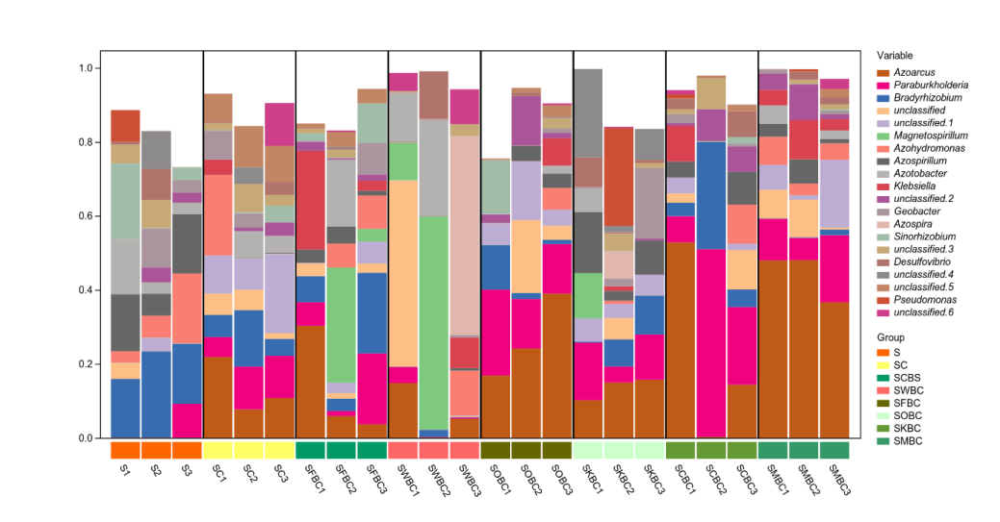 1.0
0.8
0.6
0.4
0.2
0.0
S1
S2
S3
SC1
SC2
SC3
SFBC1
SFBC2
SFBC3
SWBC1
SWBC2
SWBC3
SOBC1
SOBC2
SOBC3
SKBC1
SKBC2
SKBC3
SCBC1
SCBC2
SCBC3
SMBC1
SMBC2
SMBC3
Variable
Azoarcus
Paraburkholderia
Bradyrhizobium
unclassified
unclassified.1
Magnetospirillum
Azohydromonas
Azospirillum
Azotobacter
Klebsiella
unclassified.2
Geobacter
Azospira
Sinorhizobium
unclassified.3
Desulfovibrio
unclassified.4
unclassified.5
Pseudomonas
unclassified.6
Group
S
SC
SCBS
SWBC
SFBC
SOBC
SKBC
SMBC